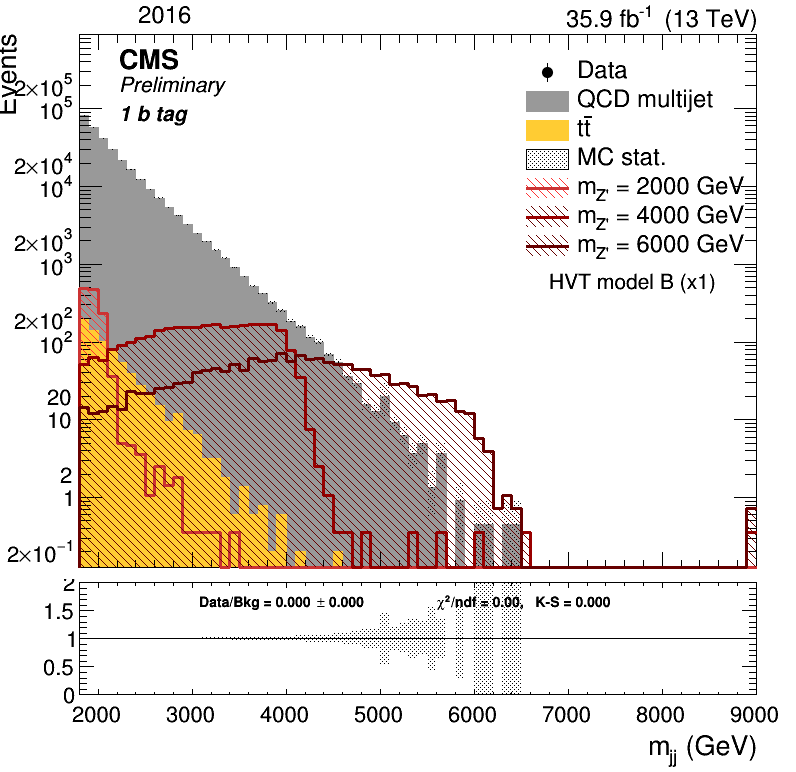 2016
35.9 fb⁻¹ (13 TeV)
Events
CMS
Preliminary
1 b tag
Data
QCD multijet
tt̄
MC stat.
m_Z' = 2000 GeV
m_Z' = 4000 GeV
m_Z' = 6000 GeV
HVT model B (x1)
2×10⁵
10⁵
2×10⁴
10⁴
2×10³
10³
2×10²
10²
20
10
2
1
2×10⁻¹
Data/Bkg = 0.000 ± 0.000
χ²/ndf = 0.00, K-S = 0.000
2
1.5
1
0.5
0
2000 3000 4000 5000 6000 7000 8000 9000
m_jj (GeV)